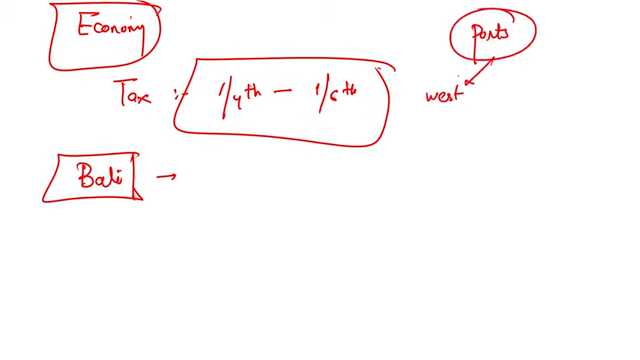 Economy
Ports
Tax :- 1/4th – 1/6th
west
Bali →